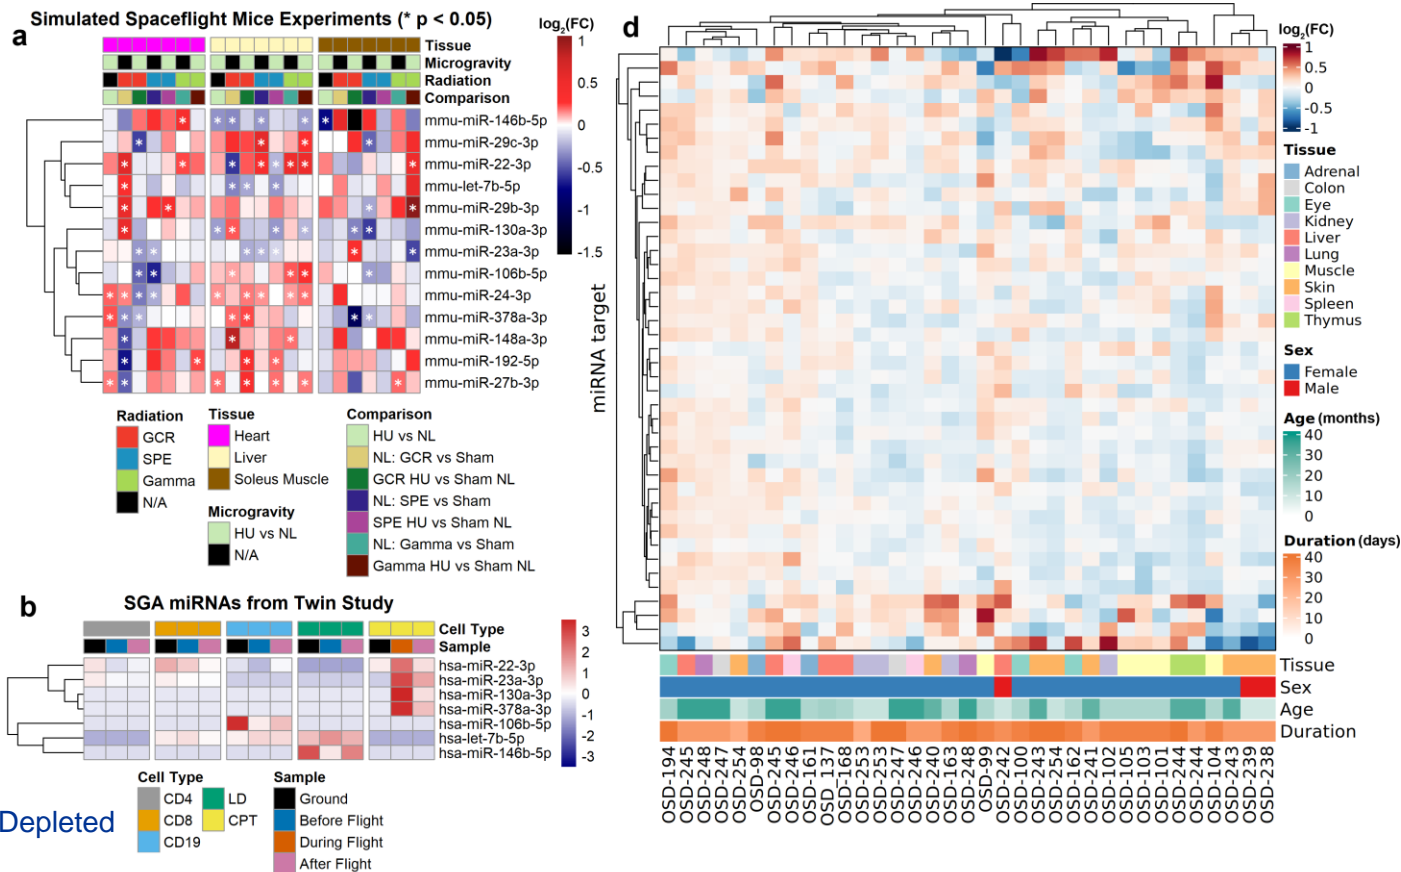 Simulated Spaceflight Mice Experiments (* p < 0.05)
a
log2(FC)
1
0.5
0
-0.5
-1
-1.5
Tissue
Microgravity
Radiation
Comparison
mmu-miR-146b-5p
mmu-miR-29c-3p
mmu-miR-22-3p
mmu-let-7b-5p
mmu-miR-29b-3p
mmu-miR-130a-3p
mmu-miR-23a-3p
mmu-miR-106b-5p
mmu-miR-24-3p
mmu-miR-378a-3p
mmu-miR-148a-3p
mmu-miR-192-5p
mmu-miR-27b-3p
Radiation
GCR
SPE
Gamma
N/A
Tissue
Heart
Liver
Soleus Muscle
Microgravity
HU vs NL
N/A
Comparison
HU vs NL
NL: GCR vs Sham
GCR HU vs Sham NL
NL: SPE vs Sham
SPE HU vs Sham NL
NL: Gamma vs Sham
Gamma HU vs Sham NL
b
SGA miRNAs from Twin Study
Cell Type
Sample
hsa-miR-22-3p
hsa-miR-23a-3p
hsa-miR-130a-3p
hsa-miR-378a-3p
hsa-miR-106b-5p
hsa-let-7b-5p
hsa-miR-146b-5p
3
2
1
0
-1
-2
-3
Cell Type
CD4
CD8
CD19
LD
CPT
Sample
Ground
Before Flight
During Flight
After Flight
Depleted
d
miRNA target
log2(FC)
1
0.5
0
-0.5
-1
Tissue
Adrenal
Colon
Eye
Kidney
Liver
Lung
Muscle
Skin
Spleen
Thymus
Sex
Female
Male
Age (months)
40
30
20
10
0
Duration (days)
40
30
20
10
0
Tissue
Sex
Age
Duration
OSD-194
OSD-245
OSD-248
OSD-247
OSD-254
OSD-98
OSD-245
OSD-246
OSD-161
OSD_137
OSD-168
OSD-253
OSD-253
OSD-247
OSD-246
OSD-240
OSD-163
OSD-248
OSD-99
OSD-242
OSD-100
OSD-243
OSD-254
OSD-162
OSD-241
OSD-102
OSD-105
OSD-103
OSD-101
OSD-244
OSD-244
OSD-104
OSD-243
OSD-239
OSD-238